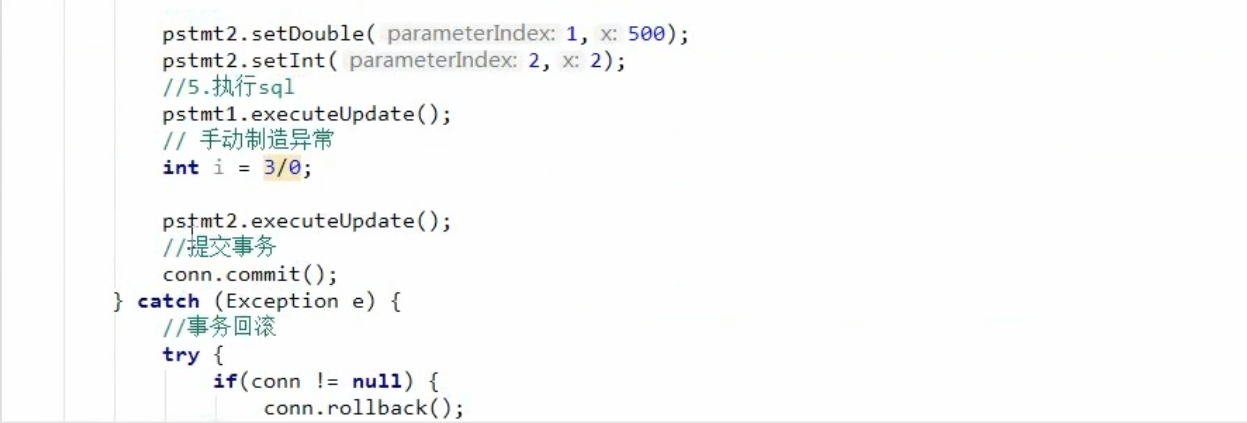 pstmt2.setDouble( parameterIndex: 1, x: 500);
pstmt2.setInt( parameterIndex: 2, x: 2);
//5.执行sql
pstmt1.executeUpdate();
// 手动制造异常
int i = 3/0;
pstmt2.executeUpdate();
//提交事务
conn.commit();
} catch (Exception e) {
//事务回滚
try {
if(conn != null) {
conn.rollback();